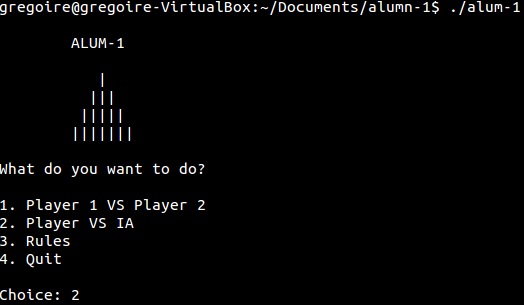 gregoire@gregoire-VirtualBox:~/Documents/alumn-1$ ./alum-1
ALUM-1
|
|||
|||||
|||||||
What do you want to do?
1. Player 1 VS Player 2
2. Player VS IA
3. Rules
4. Quit
Choice: 2